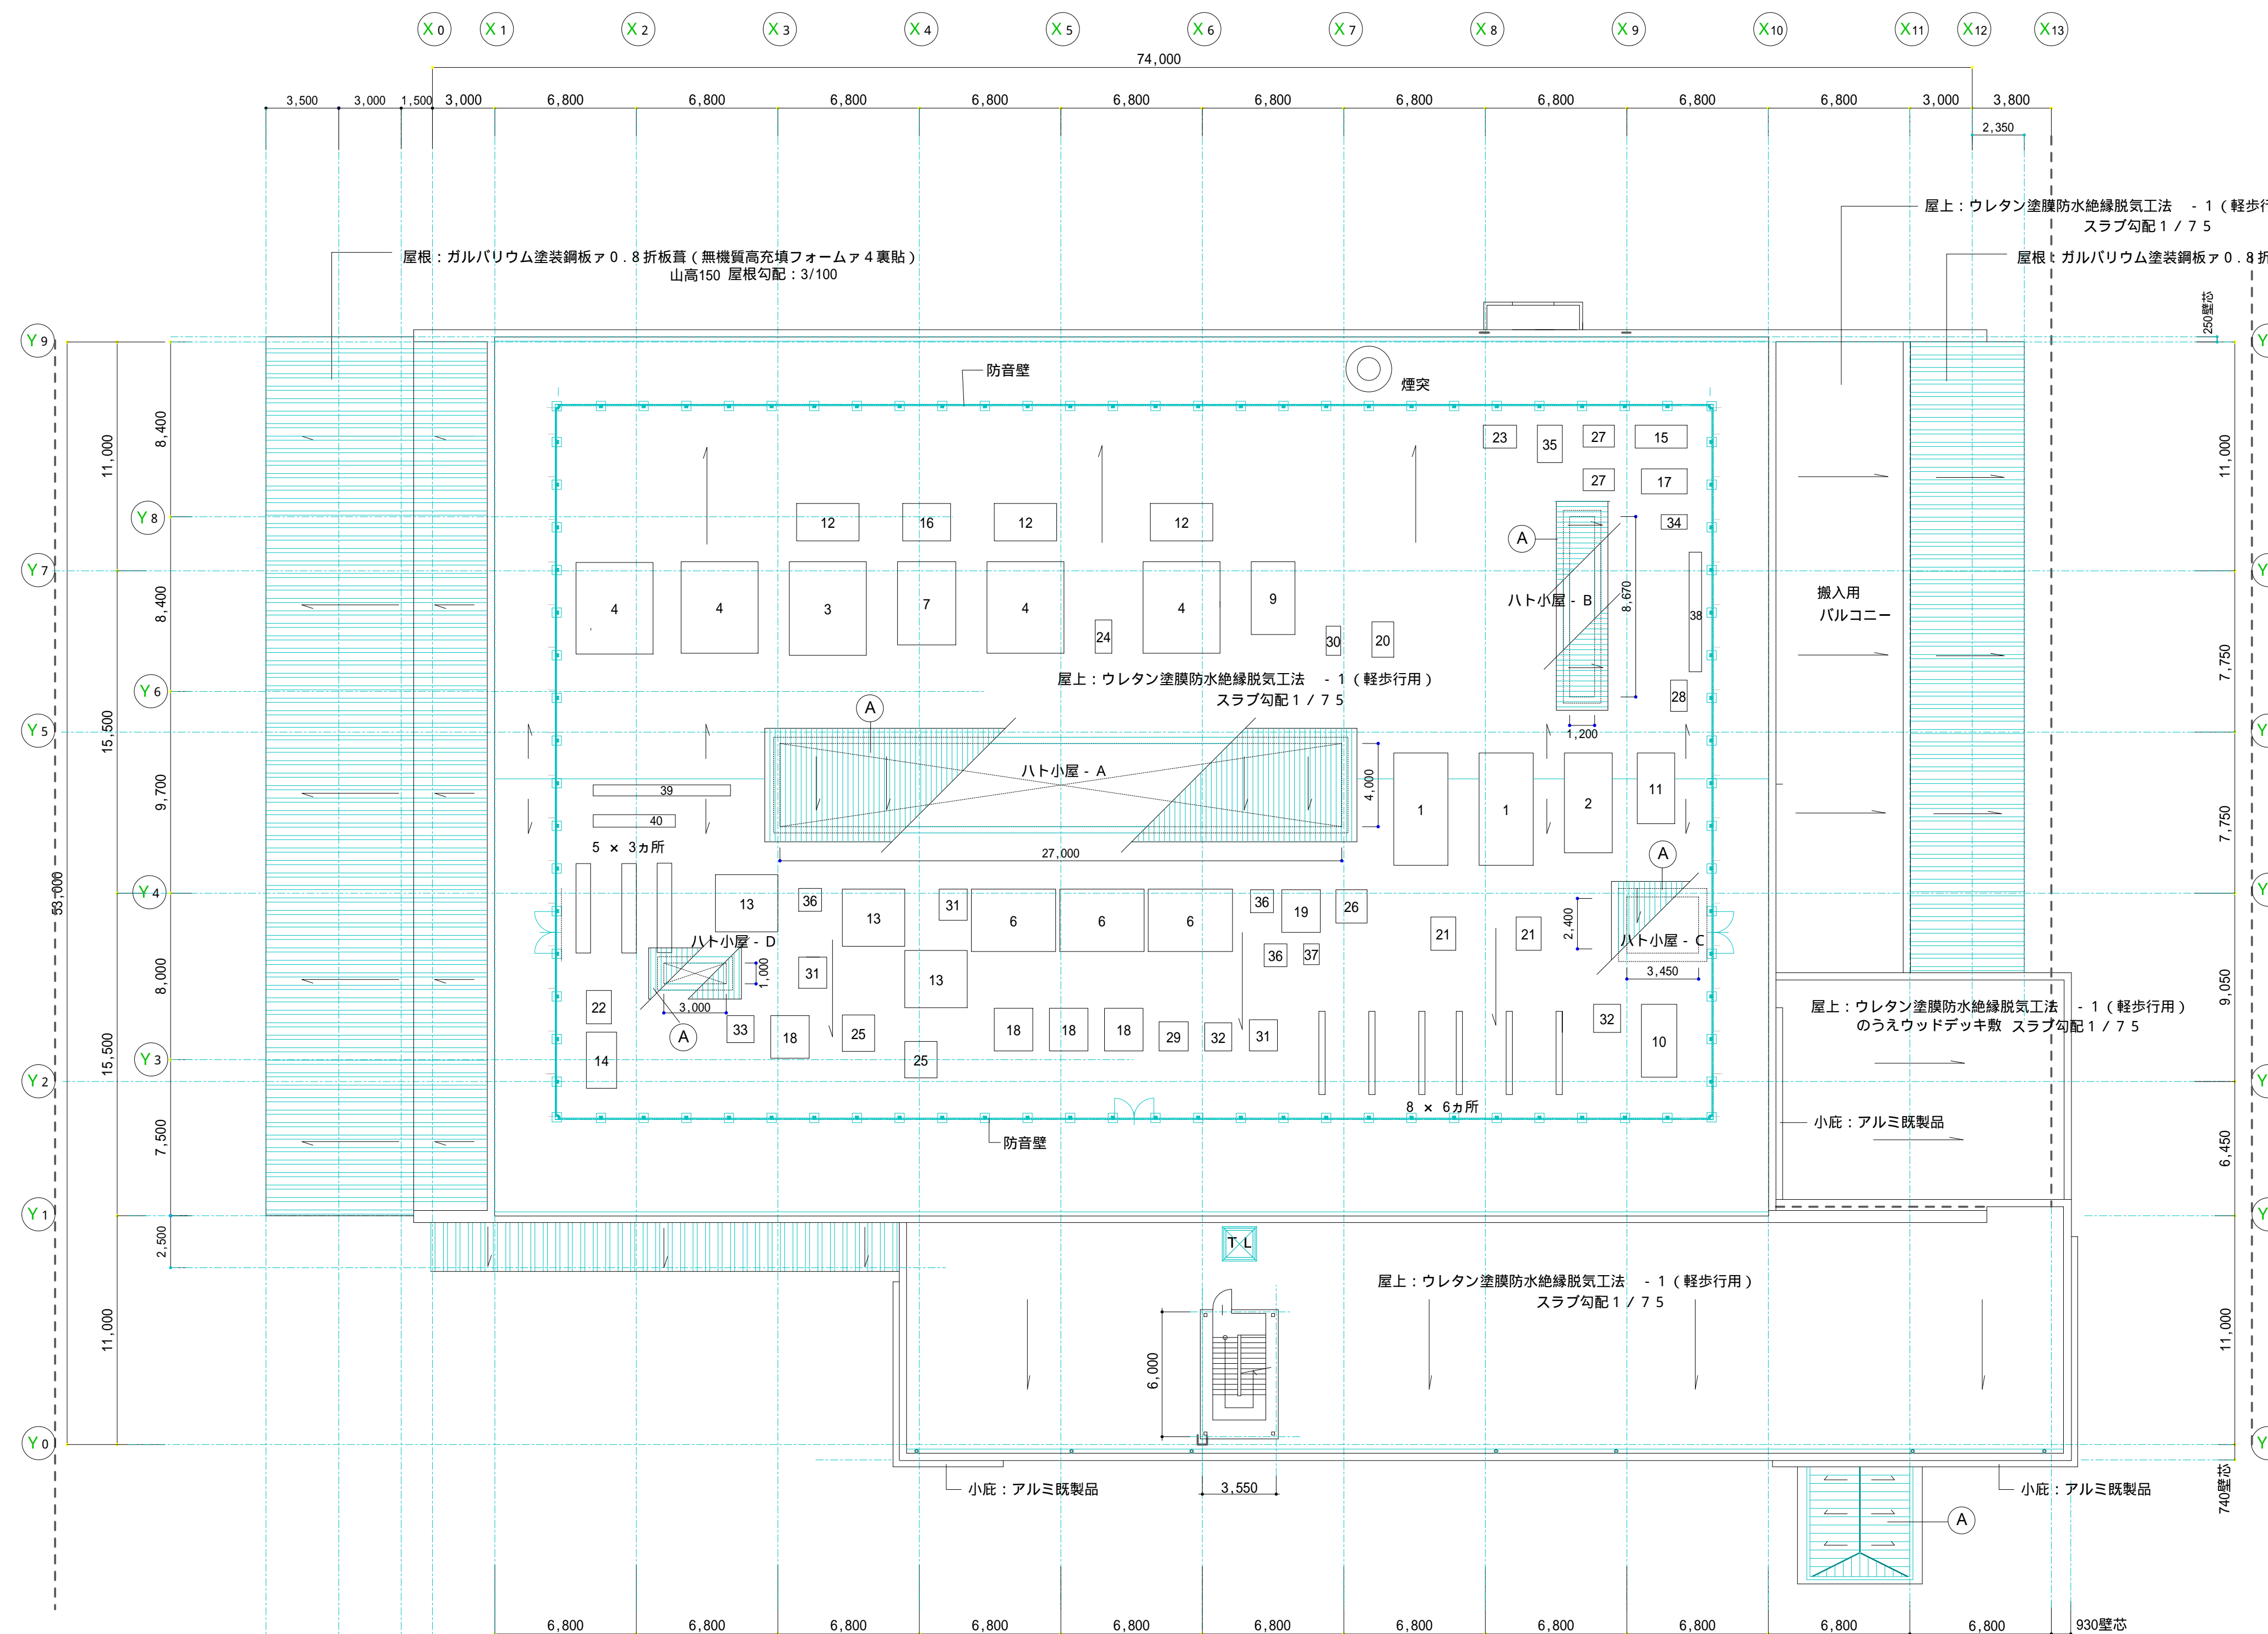 X 0 X 1 X 2 X 3 X 4 X 5 X 6 X 7 X 8 X 9 X10 X11 X12 X13
74,000
3,500 3,000 1,500 3,000 6,800 6,800 6,800 6,800 6,800 6,800 6,800 6,800 6,800 6,800 3,000 3,800
2,350
屋上：ウレタン塗膜防水絶縁脱気工法 -１（軽歩行
スラブ勾配１/７５
屋根：ガルバリウム塗装鋼板ァ０.８折板葺（無機質高充填フォームァ４裏貼）
山高150 屋根勾配：3/100
屋根：ガルバリウム塗装鋼板ァ０.８折
250壁芯
Y 9
Y 8
Y 7
Y 6
Y 5
Y 4
Y 3
Y 2
Y 1
Y 0
53,000
11,000
15,500
15,500
11,000
8,400
8,400
9,700
8,000
7,500
2,500
防音壁
煙突
23 35 27 15
27 17
34
12 16 12 12
A
4 4 3 7 4 4 9
24 30 20
ハト小屋 - B
8,670
38
28
1,200
搬入用
バルコニー
屋上：ウレタン塗膜防水絶縁脱気工法 -１（軽歩行用）
スラブ勾配１/７５
A
ハト小屋 - A
4,000
27,000
39
40
5 × 3ヵ所
1 1 2 11
A
13 36 13 31 6 6 6 36 19 26
21 21
2,400
ハト小屋 - C
3,450
ハト小屋 - D
1,000
3,000
A
31 13 36 37
22 33 18 25 18 18 18 29 32 31
14 25
32 10
8 × 6ヵ所
防音壁
屋上：ウレタン塗膜防水絶縁脱気工法 -１（軽歩行用）
のうえウッドデッキ敷 スラブ勾配１/７５
小庇：アルミ既製品
T L
屋上：ウレタン塗膜防水絶縁脱気工法 -１（軽歩行用）
スラブ勾配１/７５
6,000
3,550
小庇：アルミ既製品
小庇：アルミ既製品
A
11,000
7,750
7,750
9,050
6,450
11,000
740壁芯
Y
Y
Y
Y
Y
Y
Y
6,800 6,800 6,800 6,800 6,800 6,800 6,800 6,800 6,800 6,800 6,800 930壁芯